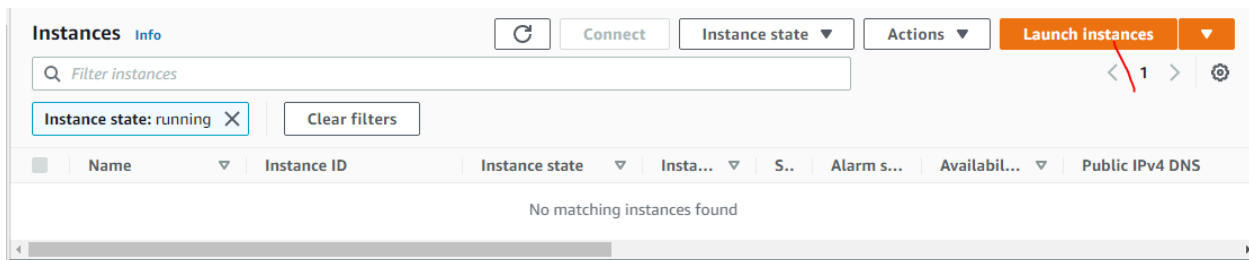 Instances Info Connect Instance state Actions Launch instances
Filter instances 1
Instance state: running Clear filters
Name Instance ID Instance state Insta... S.. Alarm s... Availabil... Public IPv4 DNS
No matching instances found